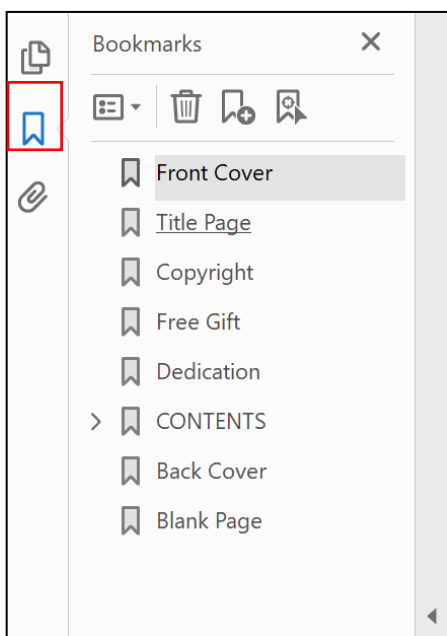 Bookmarks
Front Cover
Title Page
Copyright
Free Gift
Dedication
CONTENTS
Back Cover
Blank Page